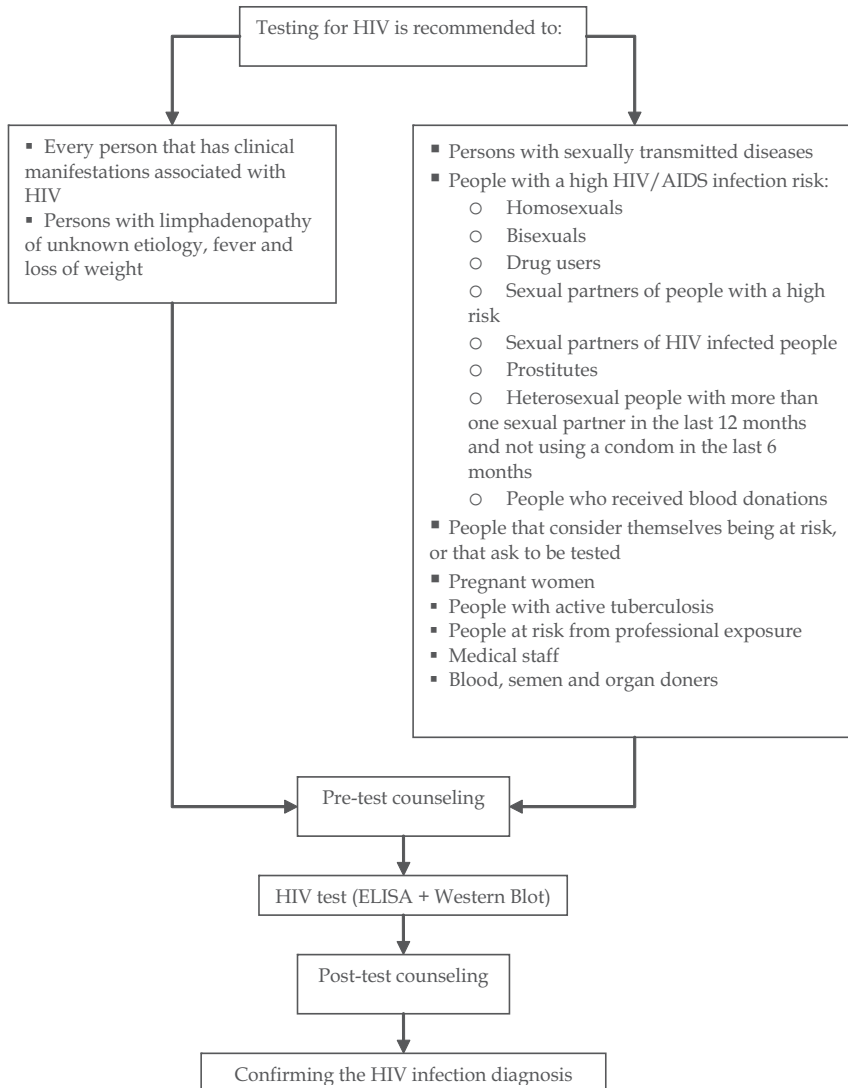 Testing for HIV is recommended to:
▪ Every person that has clinical
manifestations associated with
HIV
▪ Persons with limphadenopathy
of unknown etiology, fever and
loss of weight
▪ Persons with sexually transmitted diseases
▪ People with a high HIV/AIDS infection risk:
○ Homosexuals
○ Bisexuals
○ Drug users
○ Sexual partners of people with a high
risk
○ Sexual partners of HIV infected people
○ Prostitutes
○ Heterosexual people with more than
one sexual partner in the last 12 months
and not using a condom in the last 6
months
○ People who received blood donations
▪ People that consider themselves being at risk,
or that ask to be tested
▪ Pregnant women
▪ People with active tuberculosis
▪ People at risk from professional exposure
▪ Medical staff
▪ Blood, semen and organ doners
Pre-test counseling
HIV test (ELISA + Western Blot)
Post-test counseling
Confirming the HIV infection diagnosis